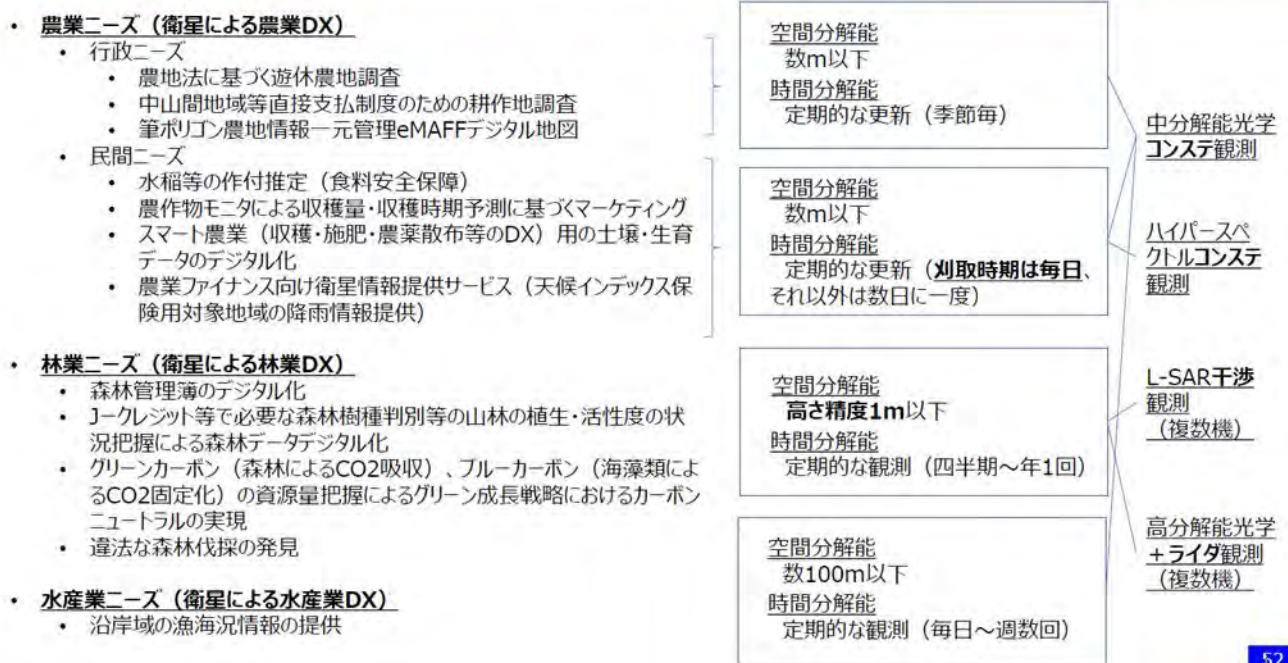 • 農業ニーズ（衛星による農業DX）
• 行政ニーズ
• 農地法に基づく遊休農地調査
• 中山間地域等直接支払制度のための耕作地調査
• 筆ポリゴン農地情報一元管理eMAFFデジタル地図
• 民間ニーズ
• 水稲等の作付推定（食料安全保障）
• 農作物モニタによる収穫量・収穫時期予測に基づくマーケティング
• スマート農業（収穫・施肥・農薬散布等のDX）用の土壌・生育
データのデジタル化
• 農業ファイナンス向け衛星情報提供サービス（天候インデックス保
険用対象地域の降雨情報提供）
• 林業ニーズ（衛星による林業DX）
• 森林管理簿のデジタル化
• J-クレジット等で必要な森林樹種判別等の山林の植生・活性度の状
況把握による森林データデジタル化
• グリーンカーボン（森林によるCO2吸収）、ブルーカーボン（海藻類によ
るCO2固定化）の資源量把握によるグリーン成長戦略におけるカーボン
ニュートラルの実現
• 違法な森林伐採の発見
• 水産業ニーズ（衛星による水産業DX）
• 沿岸域の漁海況情報の提供
空間分解能
数m以下
時間分解能
定期的な更新（季節毎）
空間分解能
数m以下
時間分解能
定期的な更新（刈取時期は毎日、
それ以外は数日に一度）
空間分解能
高さ精度1m以下
時間分解能
定期的な観測（四半期～年1回）
空間分解能
数100m以下
時間分解能
定期的な観測（毎日～週数回）
中分解能光学
コンステ観測
ハイパースペ
クトルコンステ
観測
L-SAR干渉
観測
（複数機）
高分解能光学
+ライダ観測
（複数機）
52